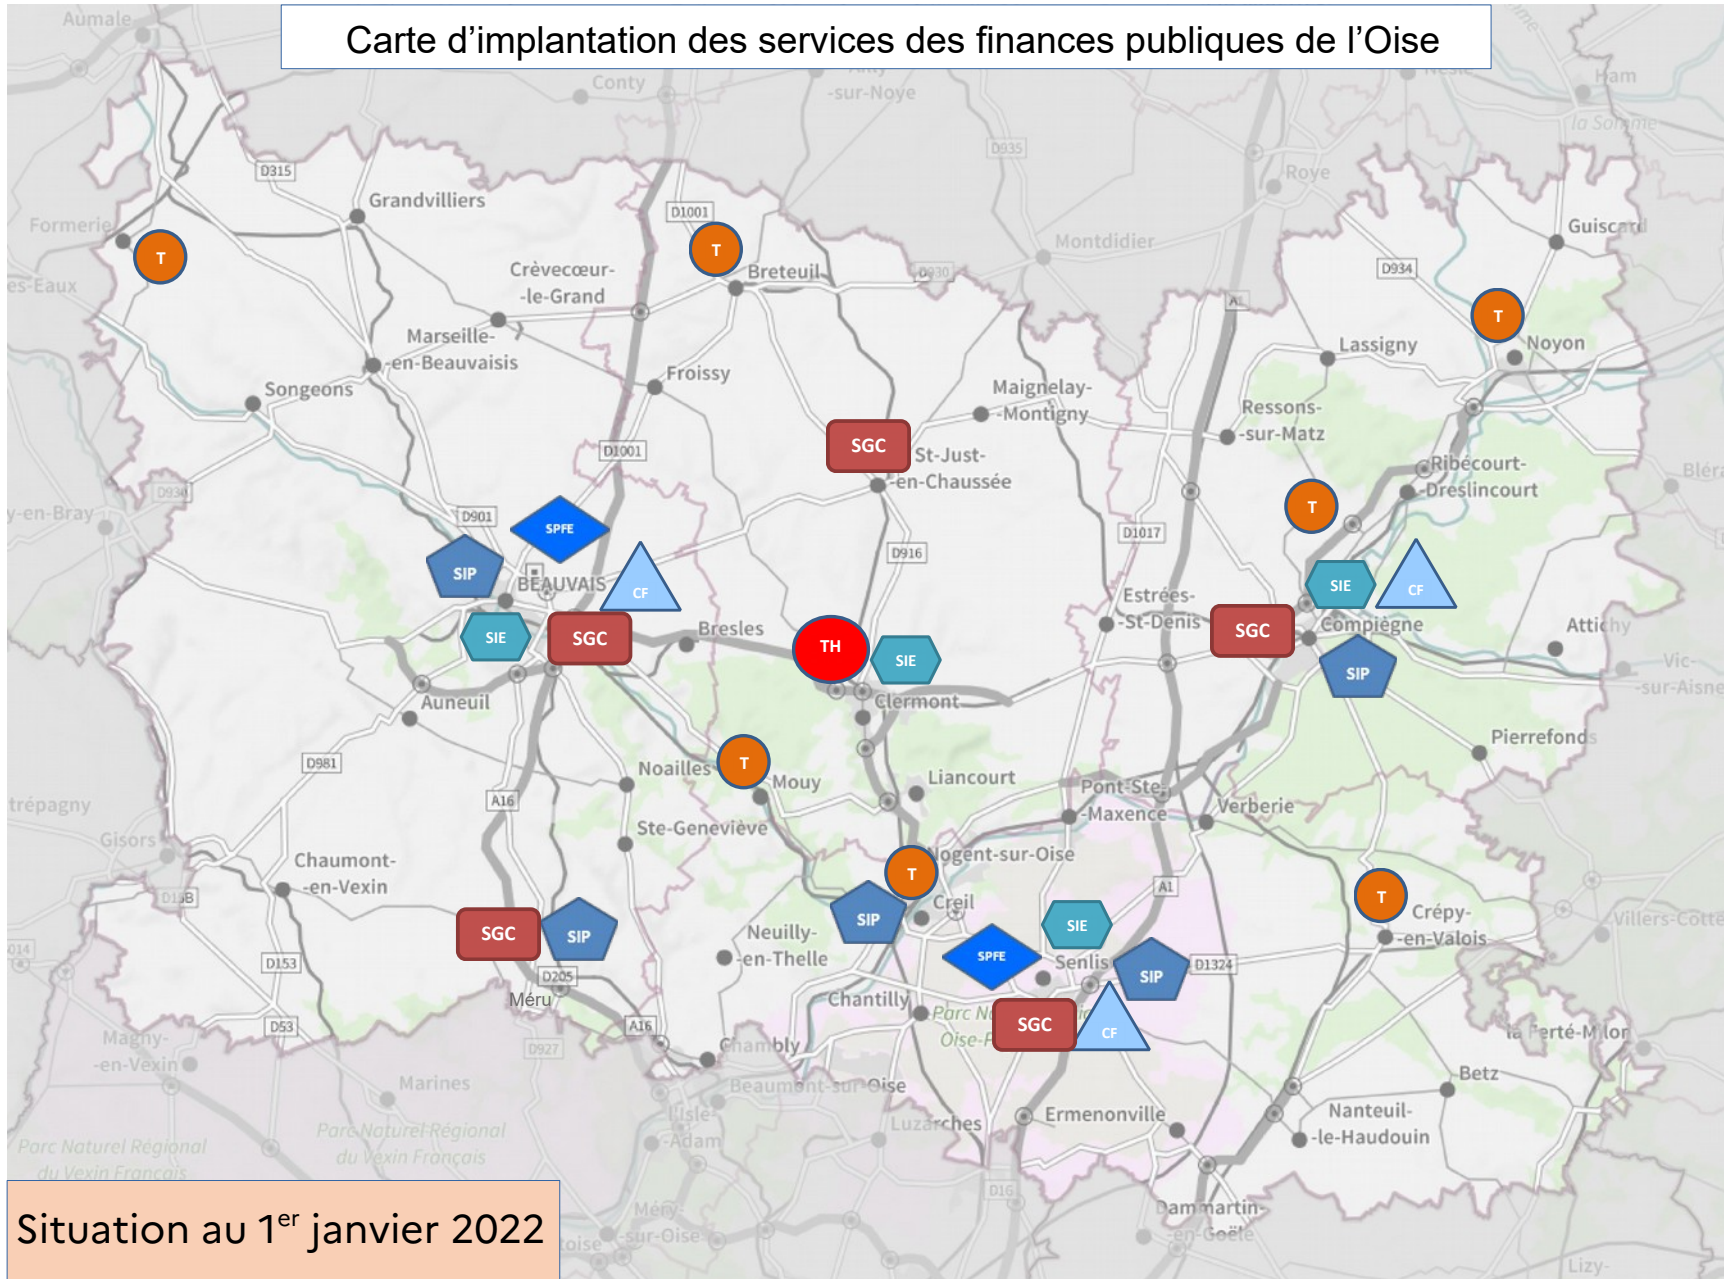 Carte d’implantation des services des finances publiques de l’Oise
Aumale
Conty
-sur-Noye
Ham
la Somme
D315
D935
Roye
Grandvilliers
D1001
Formerie
T
T
Montdidier
Guiscard
es-Eaux
Crèvecœur-
-le-Grand
Breteuil
D930
D934
A1
T
Marseille-
-en-Beauvaisis
Lassigny
Noyon
Songeons
Froissy
Maignelay-
-Montigny
Ressons-
-sur-Matz
D1001
SGC
St-Just-
-en-Chaussée
Ribécourt-
-Dreslincourt
Bléra
D930
y-en-Bray
D901
SPFE
T
D1017
D916
SIP
BEAUVAIS
CF
SIE
CF
Estrées-
-St-Denis
SIE
SGC
Bresles
TH
SIE
SGC
Compiègne
Attichy
SIP
Vic-
-sur-Aisne
Auneuil
Clermont
Pierrefonds
D981
Noailles
T
Mouy
Liancourt
Pont-Ste-
-Maxence
Verberie
trépagny
A16
Gisors
Ste-Geneviève
Nogent-sur-Oise
Chaumont-
-en-Vexin
T
A1
T
D15B
SIP
Creil
SIE
Crépy-
-en-Valois
Villers-Cotte
SGC
SIP
Neuilly-
-en-Thelle
SPFE
Senlis
SIP
D1324
D14
D153
D205
Méru
Chantilly
SGC
CF
D53
A16
la Ferté-Milon
Magny-
-en-Vexin
D927
Chambly
Marines
Beaumont-sur-Oise
Betz
L'Isle-
-Adam
Luzarches
Ermenonville
Nanteuil-
-le-Haudouin
Parc Naturel Régional
du Vexin Français
Parc Naturel Régional
du Vexin Français
D16
Méry-
-sur-Oise
Dammartin-
-en-Goële
Situation au 1er janvier 2022
toise
Lizy-